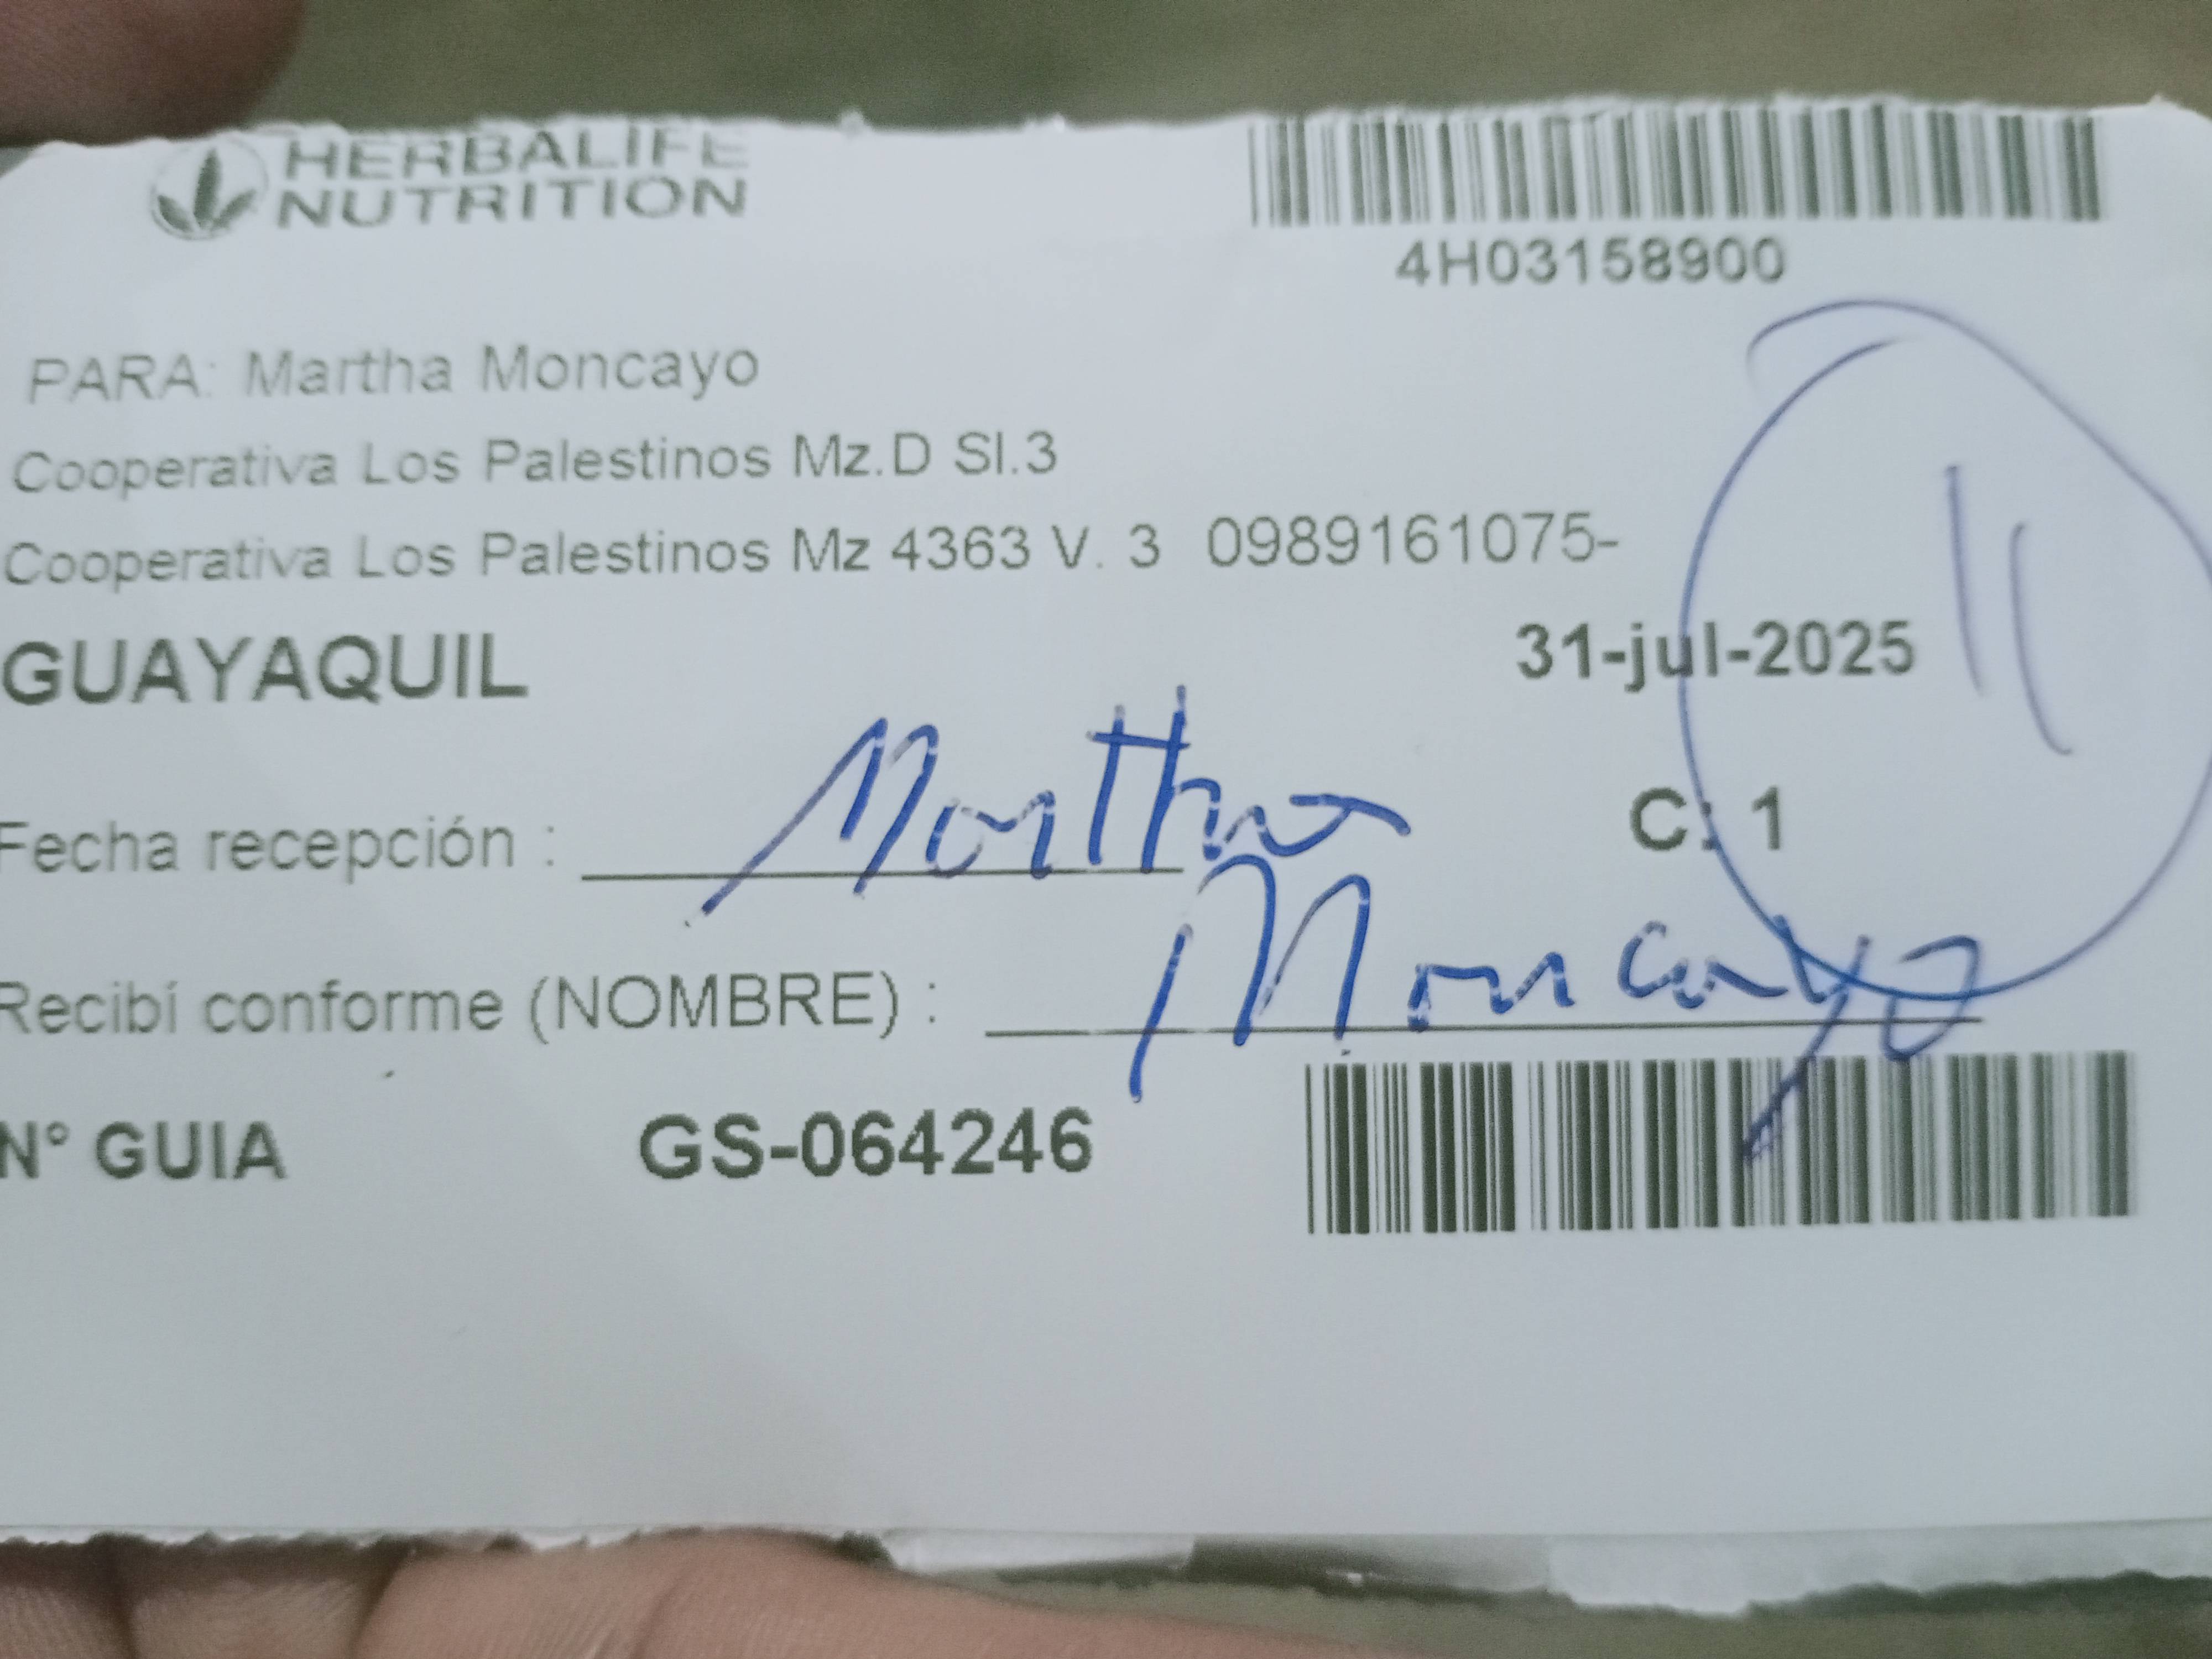 HERBALIFE
NUTRITION
4H03158900
PARA: Martha Moncayo
Cooperativa Los Palestinos Mz.D Sl.3
Cooperativa Los Palestinos Mz 4363 V. 3 0989161075-
GUAYAQUIL
31-jul-2025
11
Fecha recepción : Martha
C: 1
Recibí conforme (NOMBRE) : Moncayo
N° GUIA GS-064246